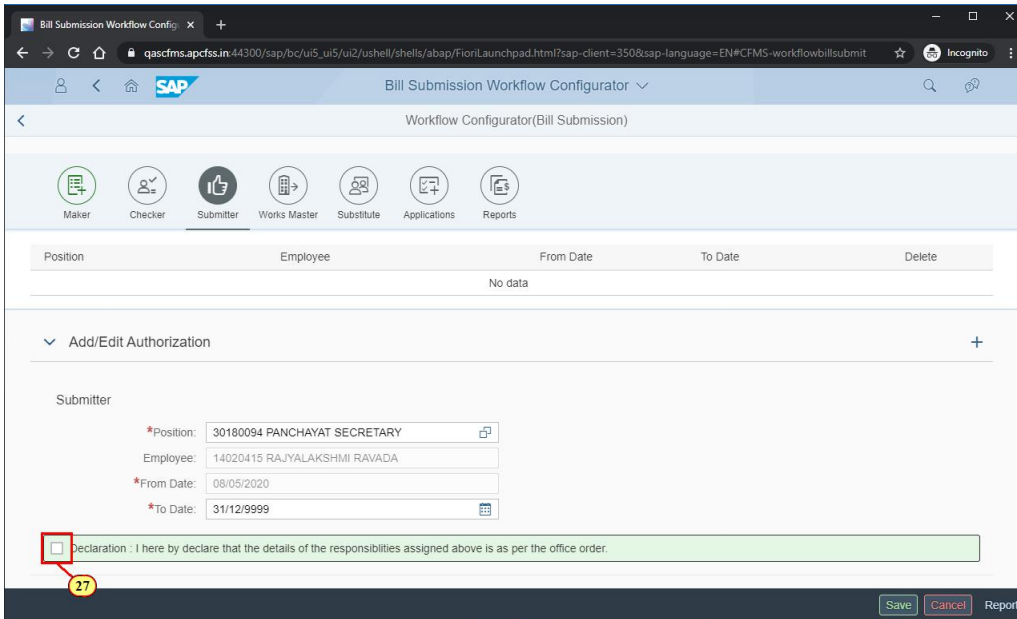 Bill Submission Workflow Config
qascfms.apcfss.in:44300/sap/bc/ui5_ui5/ui2/ushell/shells/abap/FioriLaunchpad.html?sap-client=350&sap-language=EN#CFMS-workflowbillsubmit
Incognito
SAP
Bill Submission Workflow Configurator
Workflow Configurator(Bill Submission)
Maker Checker Submitter Works Master Substitute Applications Reports
Position Employee From Date To Date Delete
No data
Add/Edit Authorization
Submitter
*Position: 30180094 PANCHAYAT SECRETARY
Employee: 14020415 RAJYALAKSHMI RAVADA
*From Date: 08/05/2020
*To Date: 31/12/9999
Declaration : I here by declare that the details of the responsiblities assigned above is as per the office order.
27
Save Cancel Report